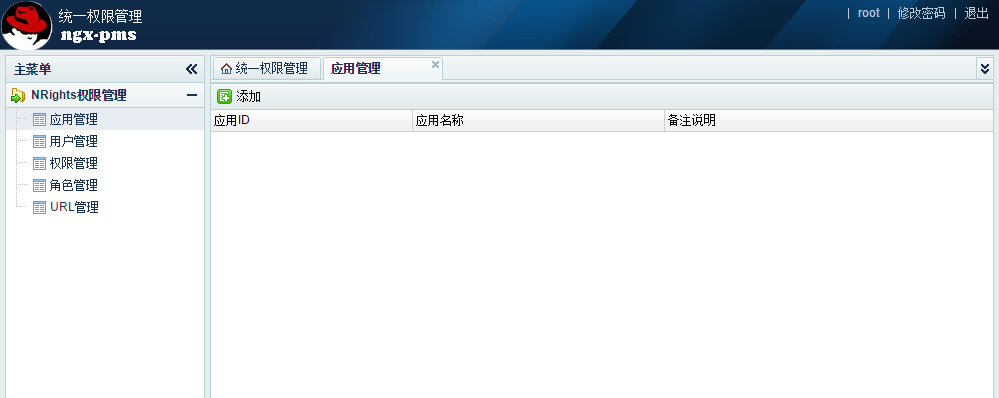 统一权限管理
ngx-pms
| root | 修改密码 | 退出
主菜单
NRights权限管理
应用管理
用户管理
权限管理
角色管理
URL管理
统一权限管理
应用管理
添加
应用ID 应用名称 备注说明